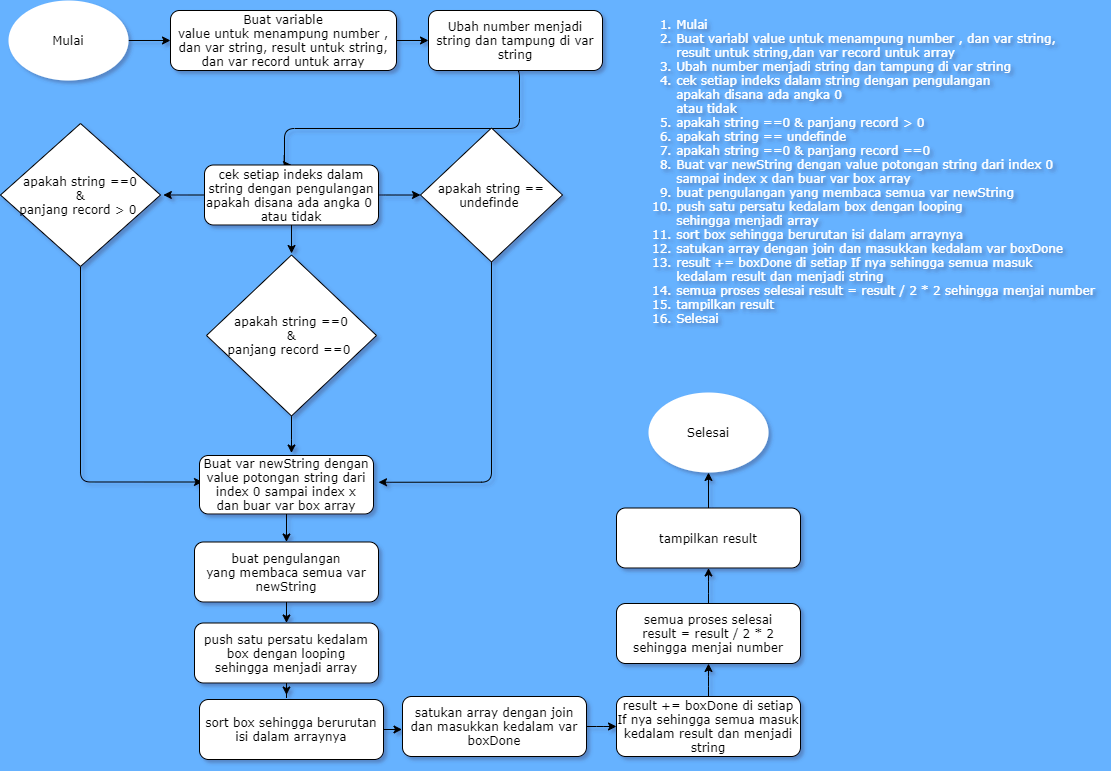 Mulai
Buat variable
value untuk menampung number ,
dan var string, result untuk string,
dan var record untuk array
Ubah number menjadi
string dan tampung di var
string
apakah string ==0
&
panjang record > 0
cek setiap indeks dalam
string dengan pengulangan
apakah disana ada angka 0
atau tidak
apakah string ==
undefinde
apakah string ==0
&
panjang record ==0
Buat var newString dengan
value potongan string dari
index 0 sampai index x
dan buar var box array
buat pengulangan
yang membaca semua var
newString
push satu persatu kedalam
box dengan looping
sehingga menjadi array
sort box sehingga berurutan
isi dalam arraynya
satukan array dengan join
dan masukkan kedalam var
boxDone
result += boxDone di setiap
If nya sehingga semua masuk
kedalam result dan menjadi
string
semua proses selesai
result = result / 2 * 2
sehingga menjai number
tampilkan result
Selesai
1. Mulai
2. Buat variabl value untuk menampung number , dan var string,
result untuk string,dan var record untuk array
3. Ubah number menjadi string dan tampung di var string
4. cek setiap indeks dalam string dengan pengulangan
apakah disana ada angka 0
atau tidak
5. apakah string ==0 & panjang record > 0
6. apakah string == undefinde
7. apakah string ==0 & panjang record ==0
8. Buat var newString dengan value potongan string dari index 0
sampai index x dan buar var box array
9. buat pengulangan yang membaca semua var newString
10. push satu persatu kedalam box dengan looping
sehingga menjadi array
11. sort box sehingga berurutan isi dalam arraynya
12. satukan array dengan join dan masukkan kedalam var boxDone
13. result += boxDone di setiap If nya sehingga semua masuk
kedalam result dan menjadi string
14. semua proses selesai result = result / 2 * 2 sehingga menjai number
15. tampilkan result
16. Selesai